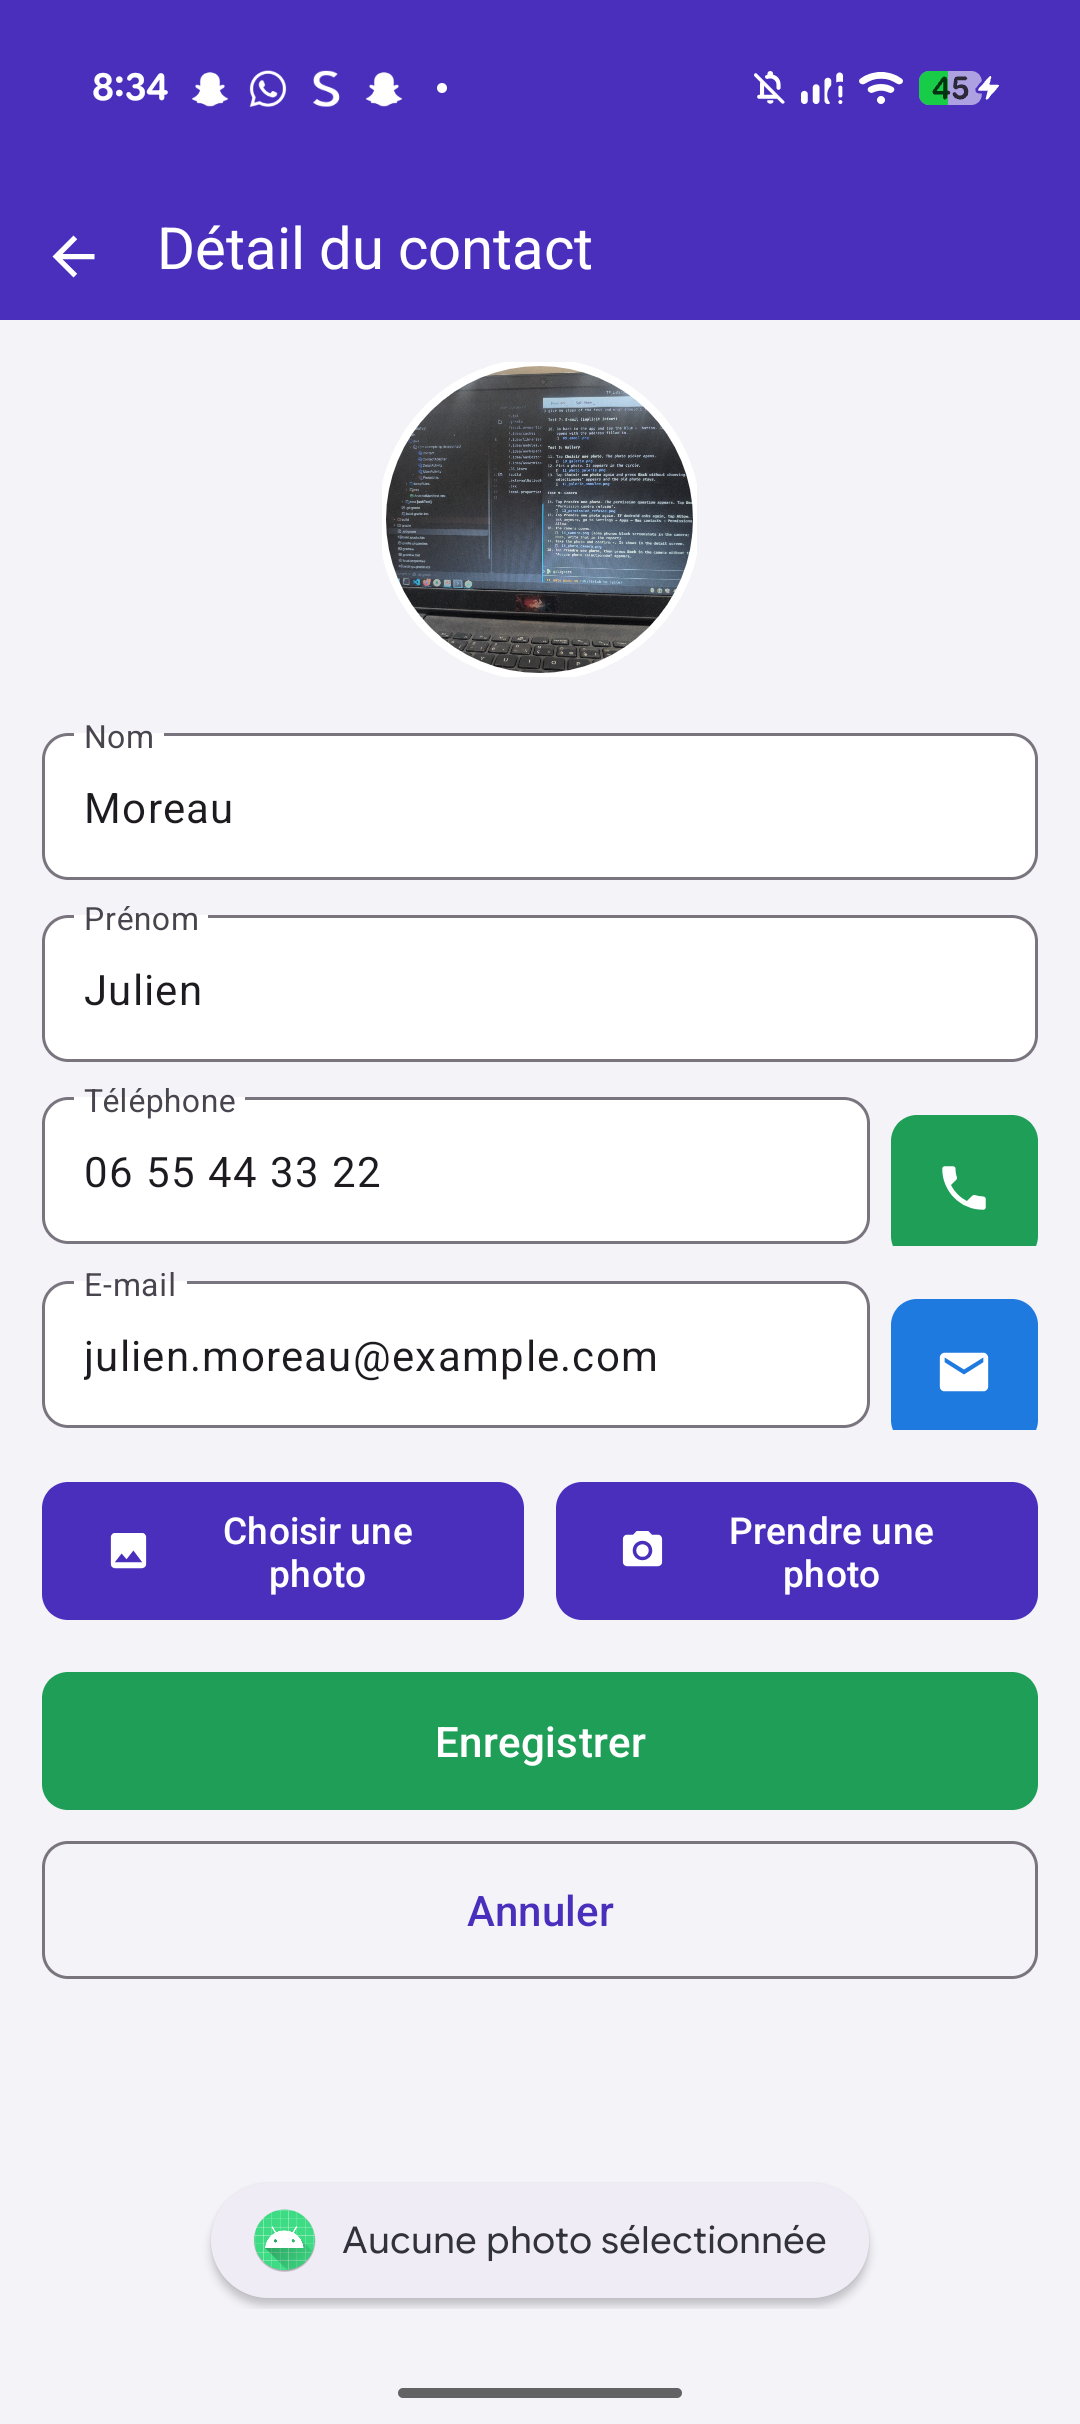 8:34
45
Détail du contact
Nom
Moreau
Prénom
Julien
Téléphone
06 55 44 33 22
E-mail
julien.moreau@example.com
Choisir une
photo
Prendre une
photo
Enregistrer
Annuler
Aucune photo sélectionnée